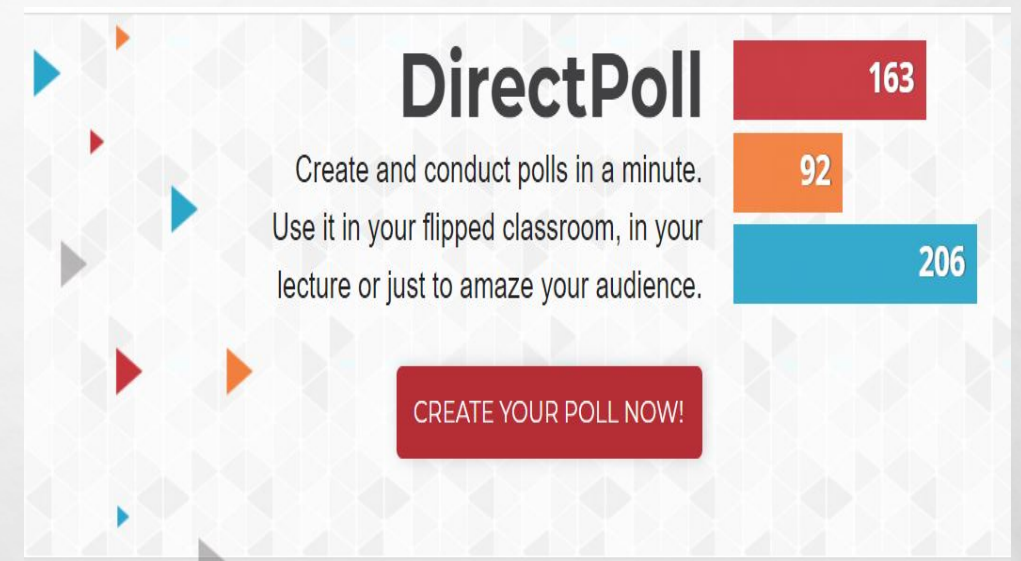 DirectPoll
Create and conduct polls in a minute.
Use it in your flipped classroom, in your
lecture or just to amaze your audience.
CREATE YOUR POLL NOW!
163
92
206